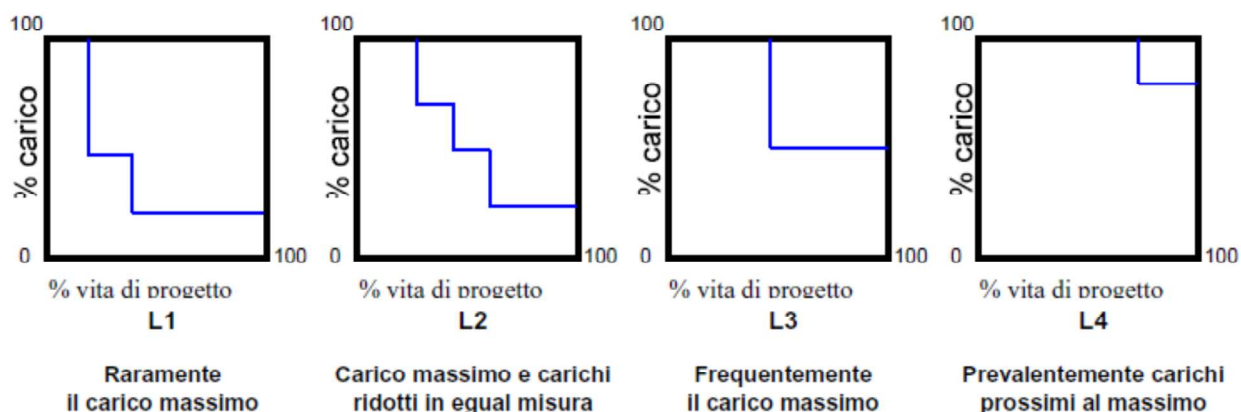 100
% carico
0
100
% vita di progetto
L1
Raramente
il carico massimo
100
% carico
0
100
% vita di progetto
L2
Carico massimo e carichi
ridotti in egual misura
100
% carico
0
100
% vita di progetto
L3
Frequentemente
il carico massimo
100
% carico
0
100
% vita di progetto
L4
Prevalentemente carichi
prossimi al massimo